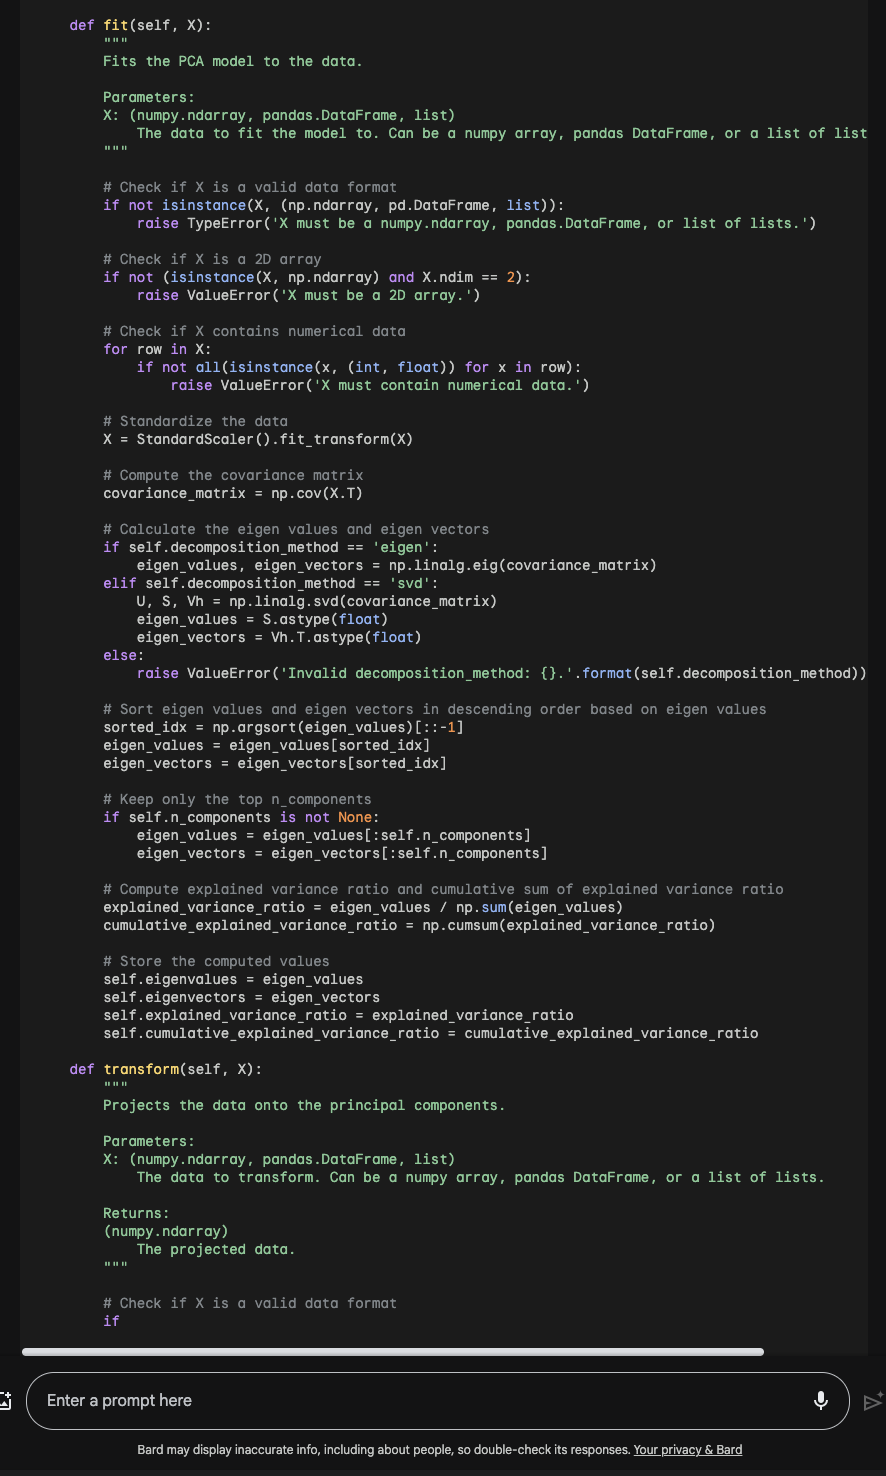 def fit(self, X):
"""
Fits the PCA model to the data.
Parameters:
X: (numpy.ndarray, pandas.DataFrame, list)
The data to fit the model to. Can be a numpy array, pandas DataFrame, or a list of list
"""
# Check if X is a valid data format
if not isinstance(X, (np.ndarray, pd.DataFrame, list)):
raise TypeError('X must be a numpy.ndarray, pandas.DataFrame, or list of lists.')
# Check if X is a 2D array
if not (isinstance(X, np.ndarray) and X.ndim == 2):
raise ValueError('X must be a 2D array.')
# Check if X contains numerical data
for row in X:
if not all(isinstance(x, (int, float)) for x in row):
raise ValueError('X must contain numerical data.')
# Standardize the data
X = StandardScaler().fit_transform(X)
# Compute the covariance matrix
covariance_matrix = np.cov(X.T)
# Calculate the eigen values and eigen vectors
if self.decomposition_method == 'eigen':
eigen_values, eigen_vectors = np.linalg.eig(covariance_matrix)
elif self.decomposition_method == 'svd':
U, S, Vh = np.linalg.svd(covariance_matrix)
eigen_values = S.astype(float)
eigen_vectors = Vh.T.astype(float)
else:
raise ValueError('Invalid decomposition_method: {}.'.format(self.decomposition_method))
# Sort eigen values and eigen vectors in descending order based on eigen values
sorted_idx = np.argsort(eigen_values)[::-1]
eigen_values = eigen_values[sorted_idx]
eigen_vectors = eigen_vectors[sorted_idx]
# Keep only the top n_components
if self.n_components is not None:
eigen_values = eigen_values[:self.n_components]
eigen_vectors = eigen_vectors[:self.n_components]
# Compute explained variance ratio and cumulative sum of explained variance ratio
explained_variance_ratio = eigen_values / np.sum(eigen_values)
cumulative_explained_variance_ratio = np.cumsum(explained_variance_ratio)
# Store the computed values
self.eigenvalues = eigen_values
self.eigenvectors = eigen_vectors
self.explained_variance_ratio = explained_variance_ratio
self.cumulative_explained_variance_ratio = cumulative_explained_variance_ratio
def transform(self, X):
"""
Projects the data onto the principal components.
Parameters:
X: (numpy.ndarray, pandas.DataFrame, list)
The data to transform. Can be a numpy array, pandas DataFrame, or a list of lists.
Returns:
(numpy.ndarray)
The projected data.
"""
# Check if X is a valid data format
if
Enter a prompt here
Bard may display inaccurate info, including about people, so double-check its responses. Your privacy & Bard